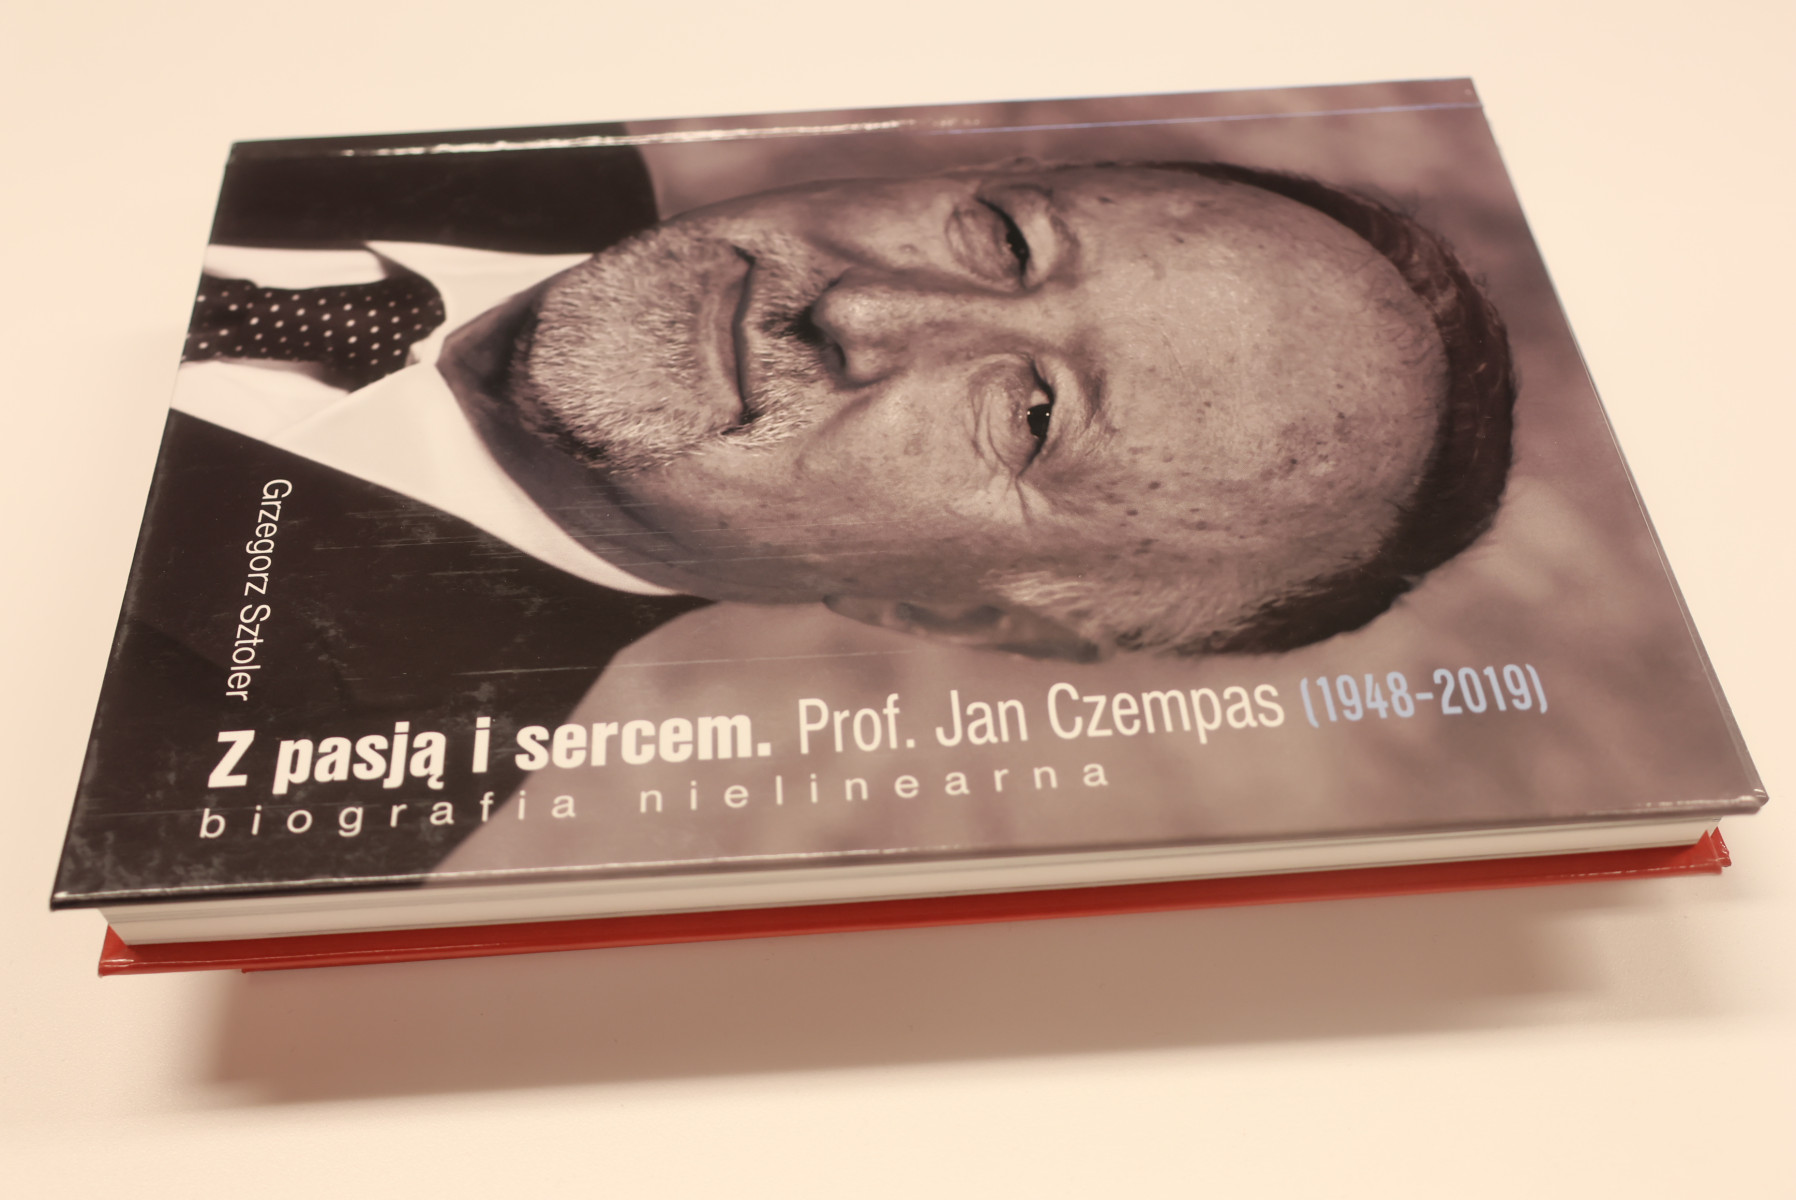 Grzegorz Sztoler
Z pasją i sercem. Prof. Jan Czempas (1948-2019)
biografia nielinearna